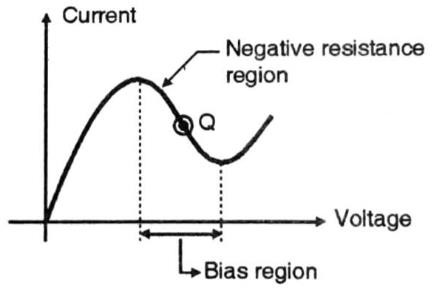 Current
Negative resistance
region
Q
Voltage
Bias region